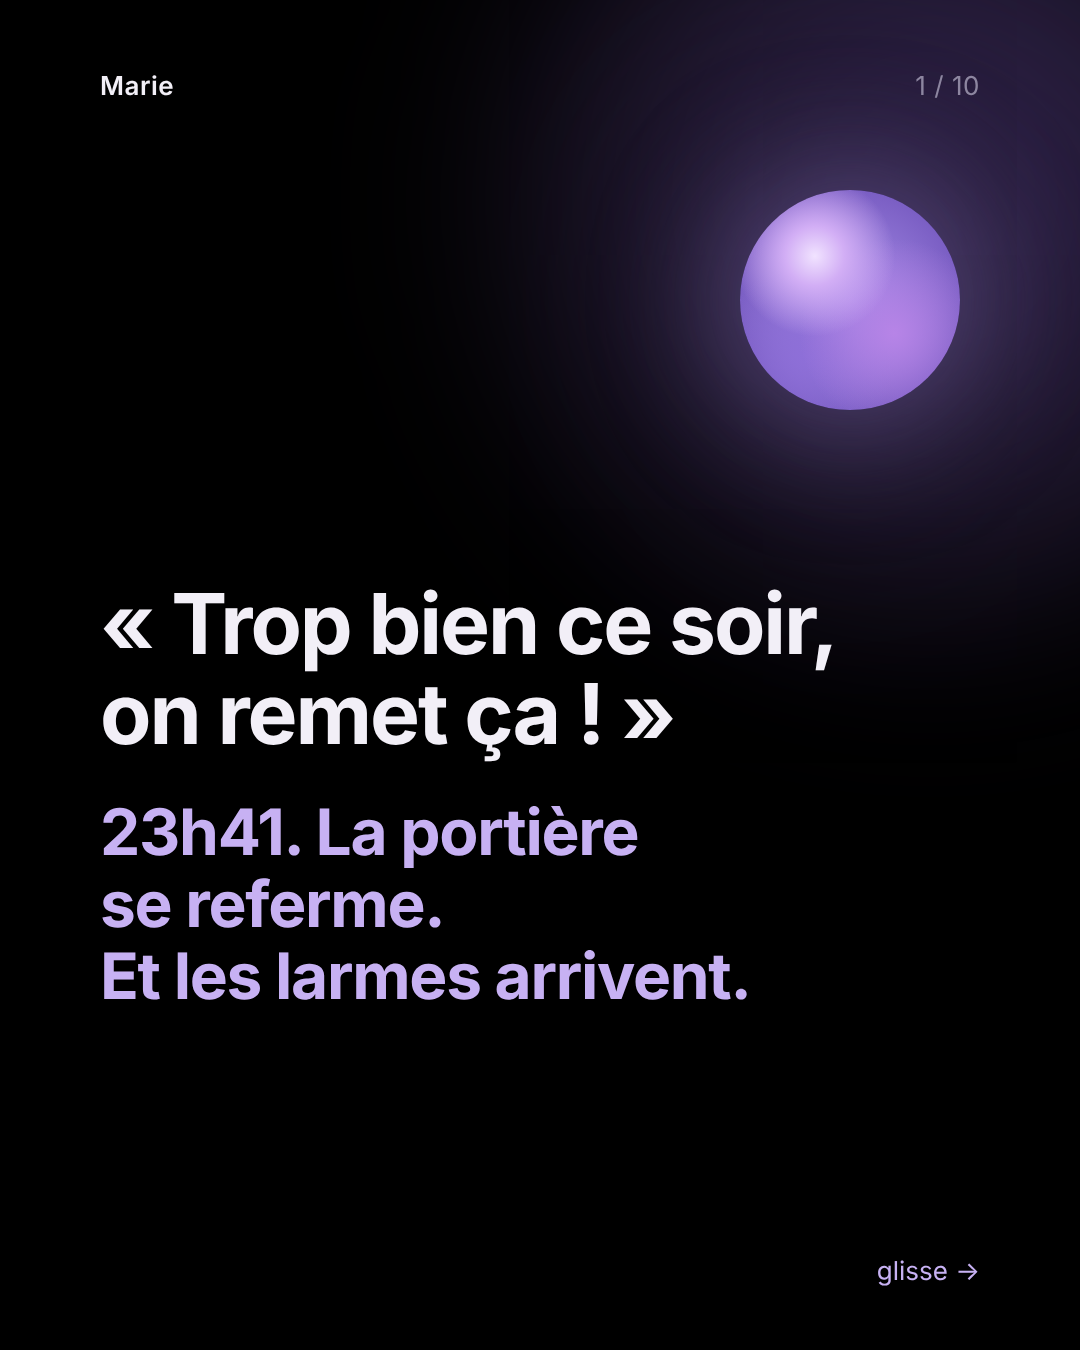 Marie
1 / 10
« Trop bien ce soir,
on remet ça ! »
23h41. La portière
se referme.
Et les larmes arrivent.
glisse →